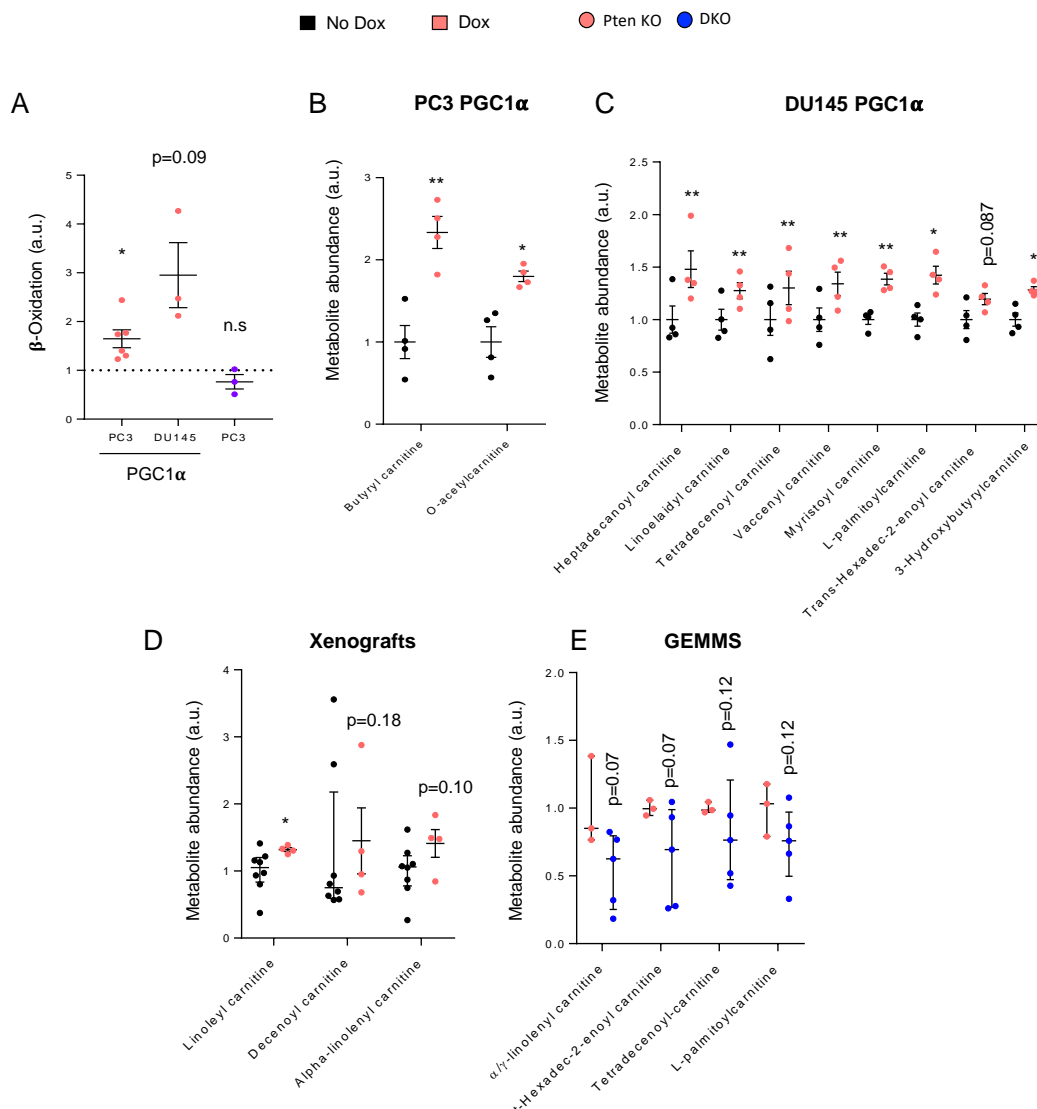 No Dox Dox Pten KO DKO
A
p=0.09
β-Oxidation (a.u.)
5
4
3
2
1
0
*
n.s
PC3 DU145 PC3
PGC1α
B
PC3 PGC1α
Metabolite abundance (a.u.)
3
2
1
0
**
*
Butyryl carnitine
O-acetylcarnitine
C
DU145 PGC1α
Metabolite abundance (a.u.)
2.5
2.0
1.5
1.0
0.5
0.0
**
**
**
**
**
*
p=0.087
*
Heptadecanoyl carnitine
Linoelaidyl carnitine
Tetradecenoyl carnitine
Vaccenyl carnitine
Myristoyl carnitine
L-palmitoylcarnitine
Trans-Hexadec-2-enoyl carnitine
3-Hydroxybutyrylcarnitine
D
Xenografts
Metabolite abundance (a.u.)
4
3
2
1
0
*
p=0.18
p=0.10
Linoleyl carnitine
Decenoyl carnitine
Alpha-linolenyl carnitine
E
GEMMS
Metabolite abundance (a.u.)
2.0
1.5
1.0
0.5
0.0
p=0.07
p=0.07
p=0.12
p=0.12
α/γ-linolenyl carnitine
-Hexadec-2-enoyl carnitine
Tetradecenoyl-carnitine
L-palmitoylcarnitine